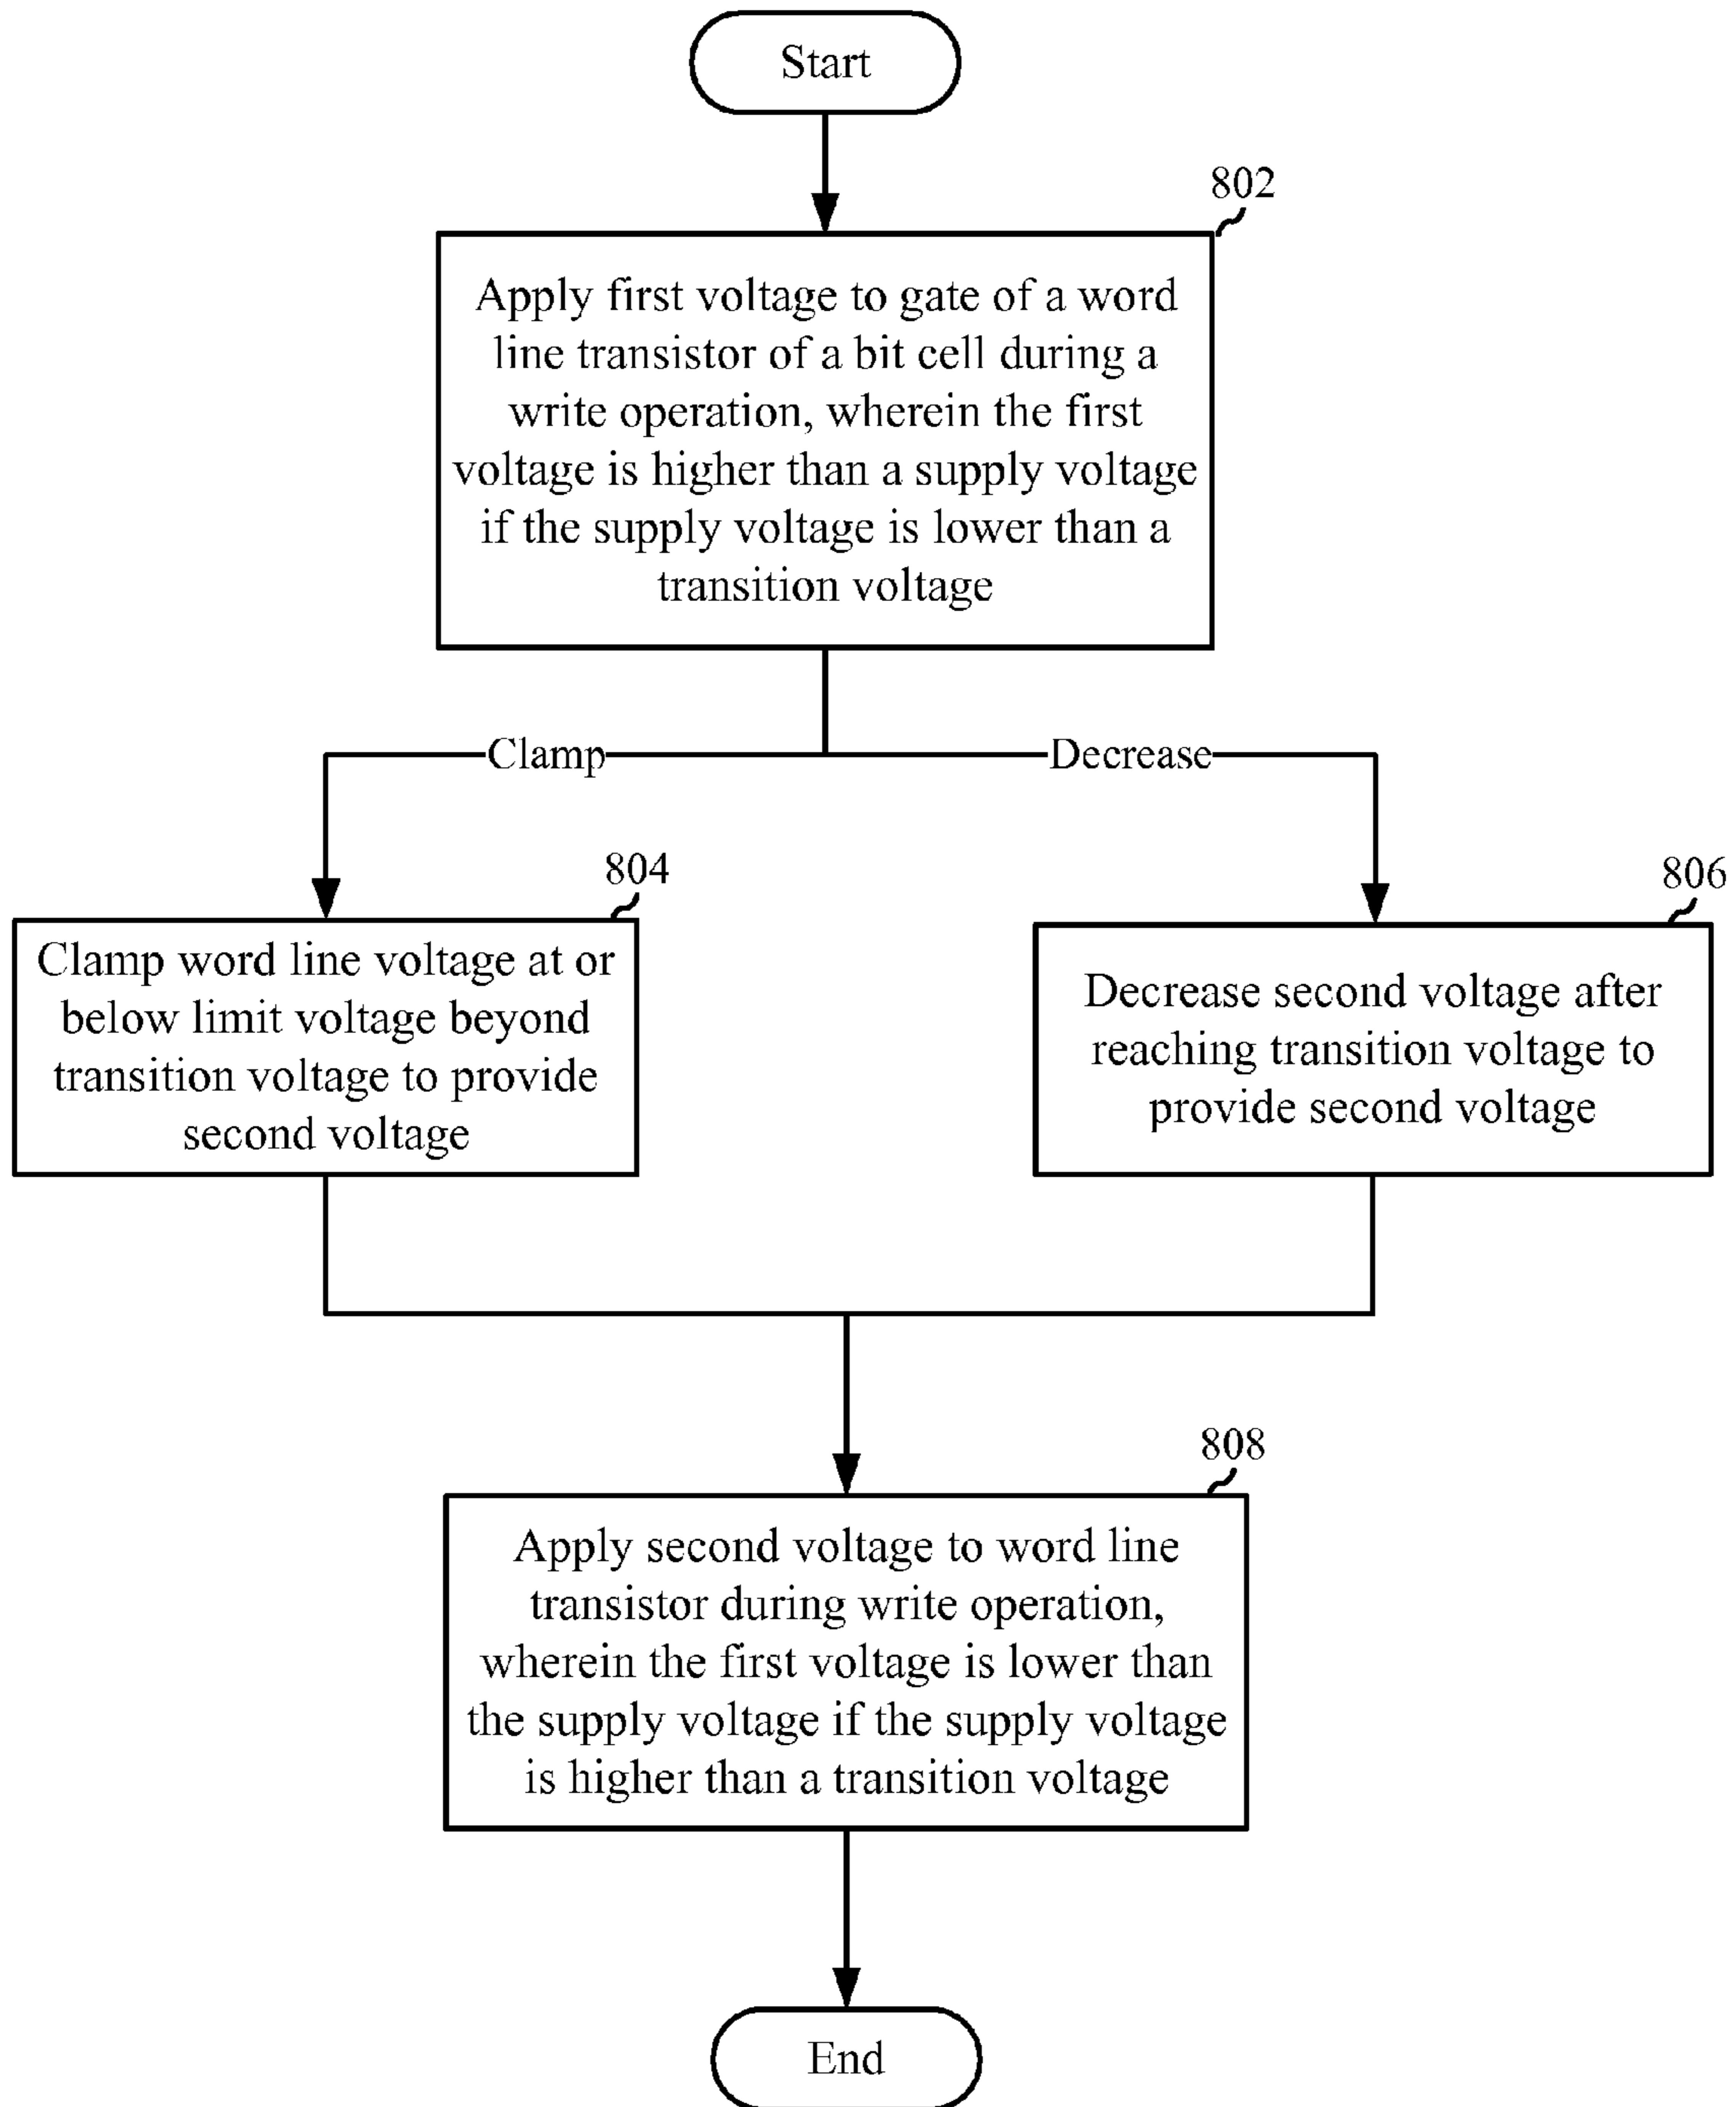 Start
802
Apply first voltage to gate of a word
line transistor of a bit cell during a
write operation, wherein the first
voltage is higher than a supply voltage
if the supply voltage is lower than a
transition voltage
Clamp
Decrease
804
Clamp word line voltage at or
below limit voltage beyond
transition voltage to provide
second voltage
806
Decrease second voltage after
reaching transition voltage to
provide second voltage
808
Apply second voltage to word line
transistor during write operation,
wherein the first voltage is lower than
the supply voltage if the supply voltage
is higher than a transition voltage
End